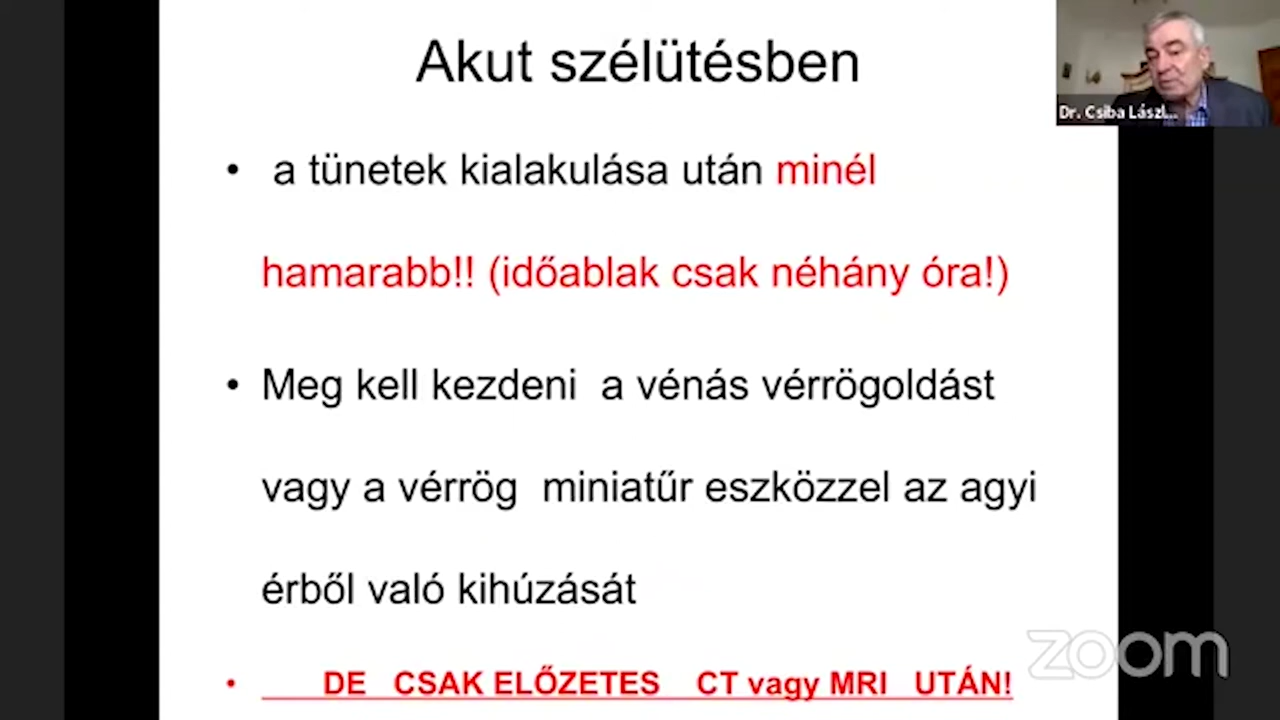 Akut szélütésben
Dr. Csiba Lászl...
• a tünetek kialakulása után minél
hamarabb!! (időablak csak néhány óra!)
• Meg kell kezdeni a vénás vérrögoldást
vagy a vérrög miniatűr eszközzel az agyi
érből való kihúzását
• DE CSAK ELŐZETES CT vagy MRI UTÁN!
zoom